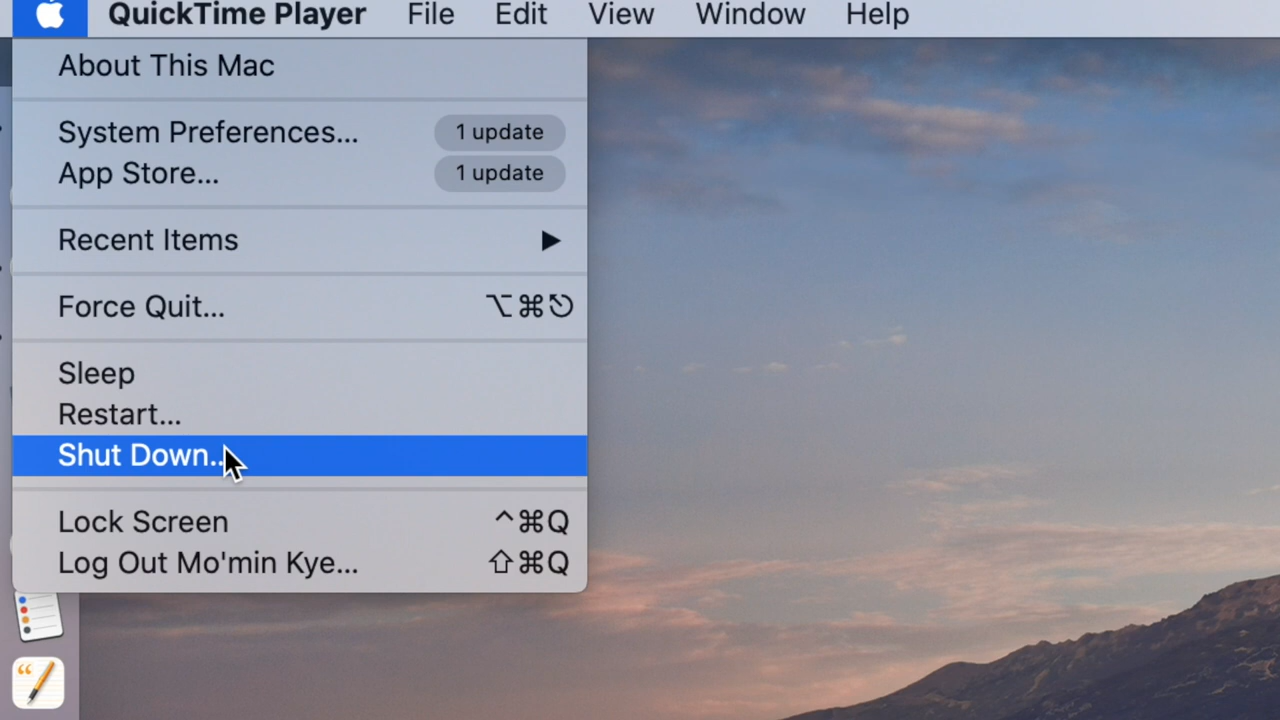 QuickTime Player File Edit View Window Help
About This Mac
System Preferences... 1 update
App Store... 1 update
Recent Items ▶
Force Quit... ⌥⌘⎋
Sleep
Restart...
Shut Down...
Lock Screen ^⌘Q
Log Out Mo'min Kye... ⇧⌘Q